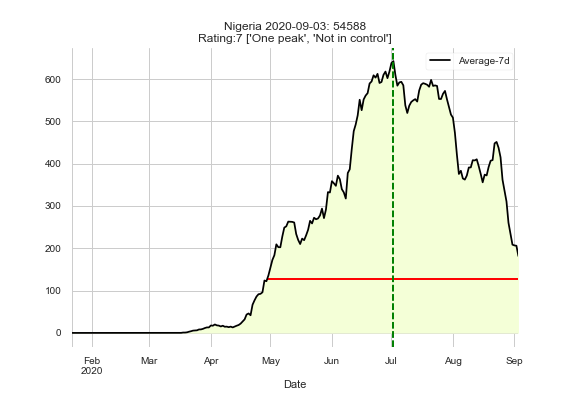 Nigeria 2020-09-03: 54588
Rating:7 ['One peak', 'Not in control']
Average-7d
600
500
400
300
200
100
0
Feb Mar Apr May Jun Jul Aug Sep
2020
Date